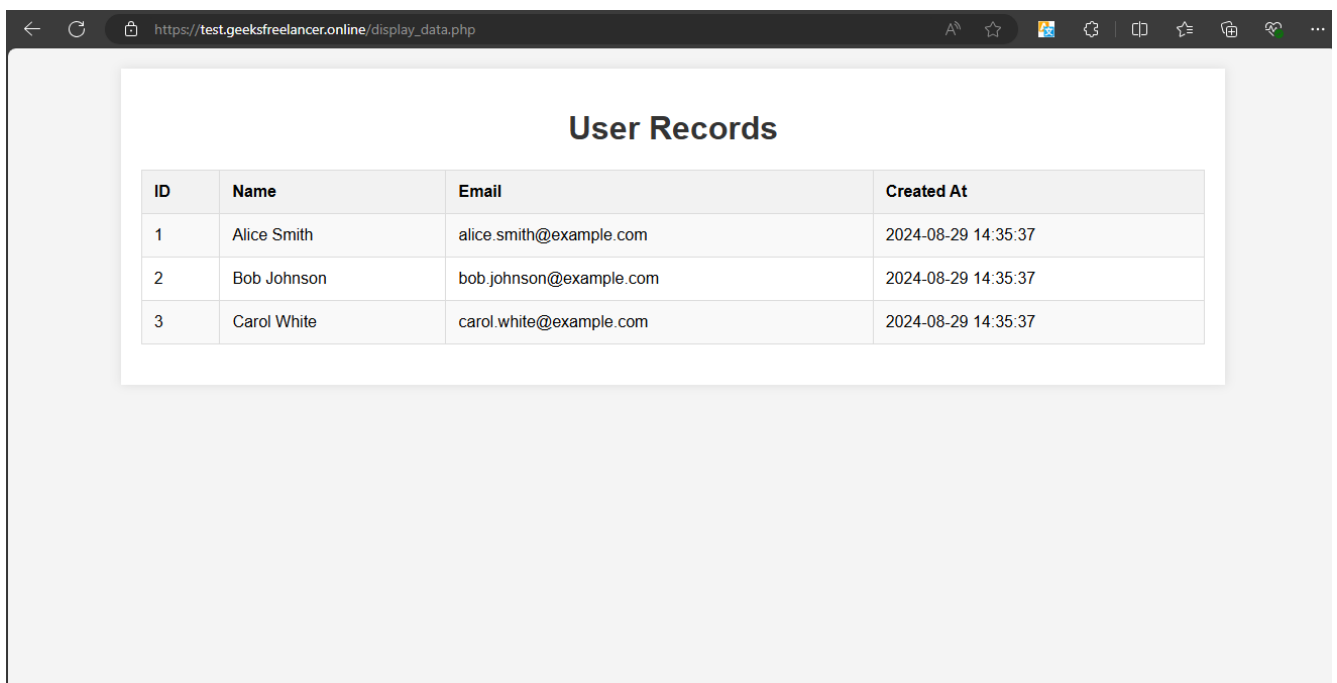 https://test.geeksfreelancer.online/display_data.php
User Records
ID Name Email Created At
1 Alice Smith alice.smith@example.com 2024-08-29 14:35:37
2 Bob Johnson bob.johnson@example.com 2024-08-29 14:35:37
3 Carol White carol.white@example.com 2024-08-29 14:35:37